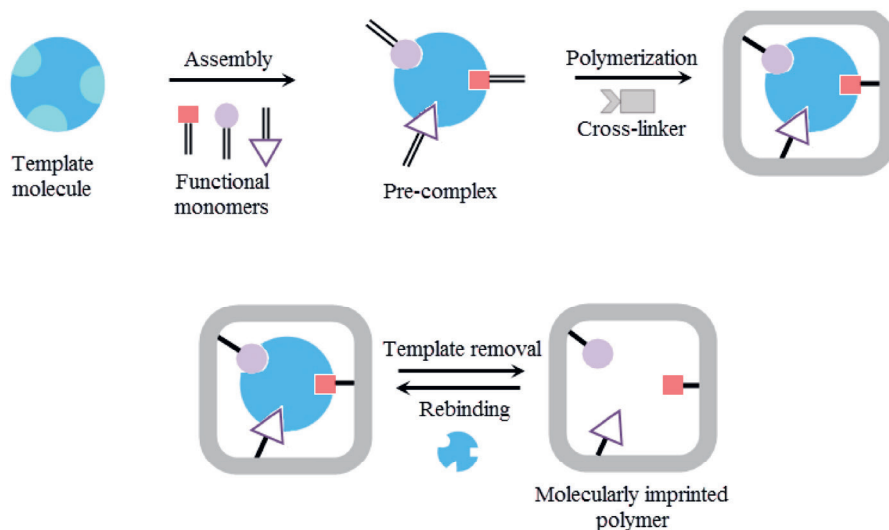 Assembly
Polymerization
Template
molecule
Functional
monomers
Pre-complex
Cross-linker
Template removal
Rebinding
Molecularly imprinted
polymer